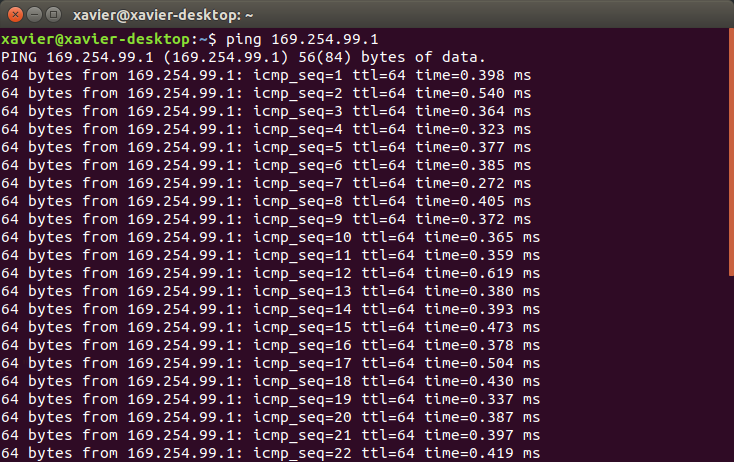 xavier@xavier-desktop: ~
xavier@xavier-desktop:~$ ping 169.254.99.1
PING 169.254.99.1 (169.254.99.1) 56(84) bytes of data.
64 bytes from 169.254.99.1: icmp_seq=1 ttl=64 time=0.398 ms
64 bytes from 169.254.99.1: icmp_seq=2 ttl=64 time=0.540 ms
64 bytes from 169.254.99.1: icmp_seq=3 ttl=64 time=0.364 ms
64 bytes from 169.254.99.1: icmp_seq=4 ttl=64 time=0.323 ms
64 bytes from 169.254.99.1: icmp_seq=5 ttl=64 time=0.377 ms
64 bytes from 169.254.99.1: icmp_seq=6 ttl=64 time=0.385 ms
64 bytes from 169.254.99.1: icmp_seq=7 ttl=64 time=0.272 ms
64 bytes from 169.254.99.1: icmp_seq=8 ttl=64 time=0.405 ms
64 bytes from 169.254.99.1: icmp_seq=9 ttl=64 time=0.372 ms
64 bytes from 169.254.99.1: icmp_seq=10 ttl=64 time=0.365 ms
64 bytes from 169.254.99.1: icmp_seq=11 ttl=64 time=0.359 ms
64 bytes from 169.254.99.1: icmp_seq=12 ttl=64 time=0.619 ms
64 bytes from 169.254.99.1: icmp_seq=13 ttl=64 time=0.380 ms
64 bytes from 169.254.99.1: icmp_seq=14 ttl=64 time=0.393 ms
64 bytes from 169.254.99.1: icmp_seq=15 ttl=64 time=0.473 ms
64 bytes from 169.254.99.1: icmp_seq=16 ttl=64 time=0.378 ms
64 bytes from 169.254.99.1: icmp_seq=17 ttl=64 time=0.504 ms
64 bytes from 169.254.99.1: icmp_seq=18 ttl=64 time=0.430 ms
64 bytes from 169.254.99.1: icmp_seq=19 ttl=64 time=0.337 ms
64 bytes from 169.254.99.1: icmp_seq=20 ttl=64 time=0.387 ms
64 bytes from 169.254.99.1: icmp_seq=21 ttl=64 time=0.397 ms
64 bytes from 169.254.99.1: icmp_seq=22 ttl=64 time=0.419 ms